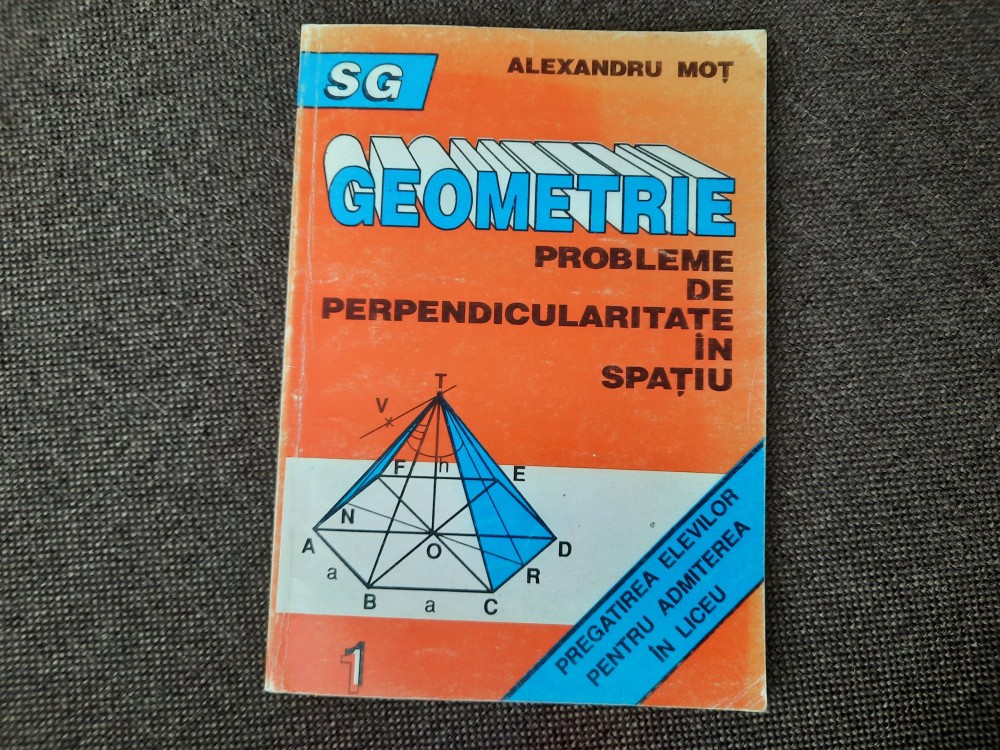 SG
ALEXANDRU MOȚ
GEOMETRIE
PROBLEME
DE
PERPENDICULARITATE
ÎN
SPAȚIU
T
V
F
h
E
N
A
O
D
a
R
B
a
C
PREGATIREA ELEVILOR
PENTRU ADMITEREA
ÎN LICEU
1